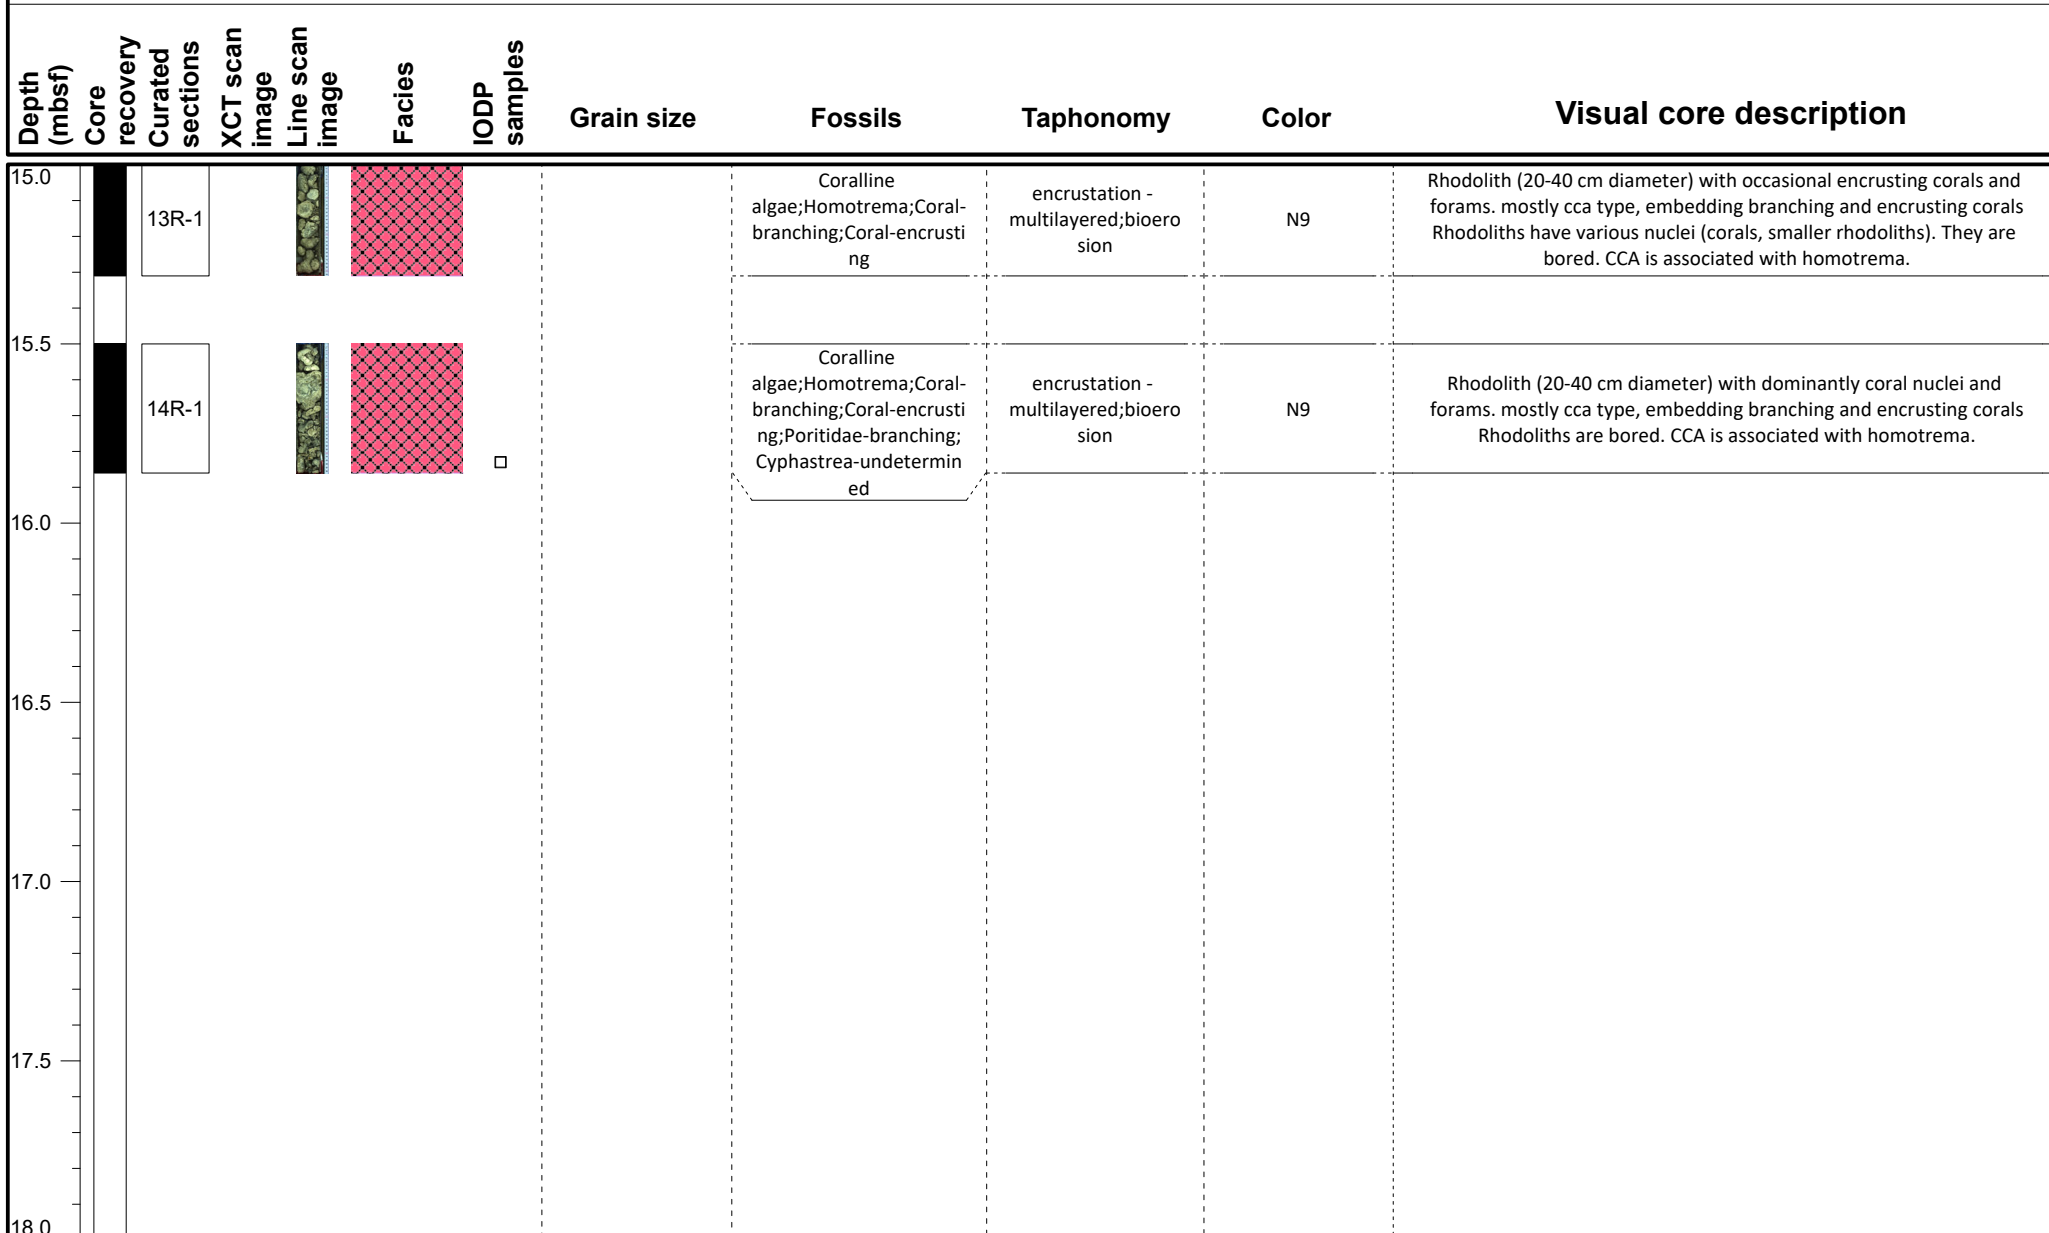 Depth
(mbsf)
Core
recovery
Curated
sections
XCT scan
image
Line scan
image
Facies
IODP
samples
Grain size
Fossils
Taphonomy
Color
Visual core description
15.0
13R-1
Coralline
algae;Homotrema;Coral-
branching;Coral-encrusti
ng
encrustation -
multilayered;bioero
sion
N9
Rhodolith (20-40 cm diameter) with occasional encrusting corals and
forams. mostly cca type, embedding branching and encrusting corals
Rhodoliths have various nuclei (corals, smaller rhodoliths). They are
bored. CCA is associated with homotrema.
15.5
14R-1
Coralline
algae;Homotrema;Coral-
branching;Coral-encrusti
ng;Poritidae-branching;
Cyphastrea-undetermin
ed
encrustation -
multilayered;bioero
sion
N9
Rhodolith (20-40 cm diameter) with dominantly coral nuclei and
forams. mostly cca type, embedding branching and encrusting corals
Rhodoliths are bored. CCA is associated with homotrema.
16.0
16.5
17.0
17.5
18.0